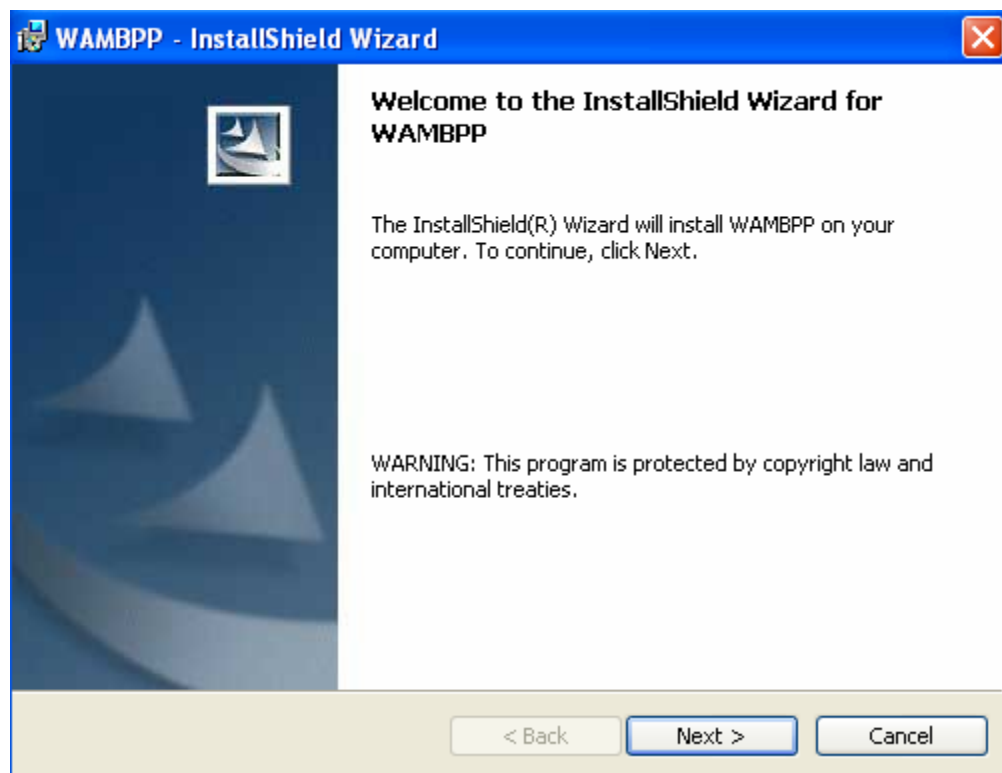 WAMBPP - InstallShield Wizard
Welcome to the InstallShield Wizard for
WAMBPP
The InstallShield(R) Wizard will install WAMBPP on your
computer. To continue, click Next.
WARNING: This program is protected by copyright law and
international treaties.
< Back
Next >
Cancel